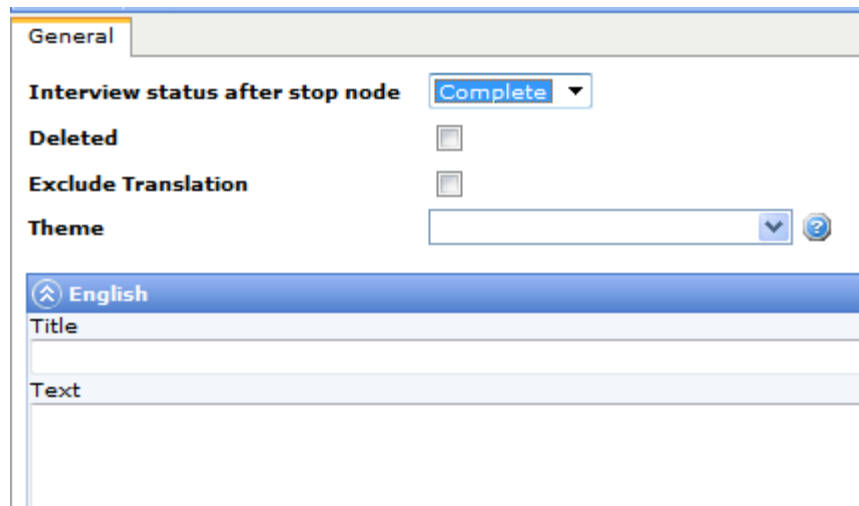 General
Interview status after stop node Complete
Deleted
Exclude Translation
Theme
English
Title
Text